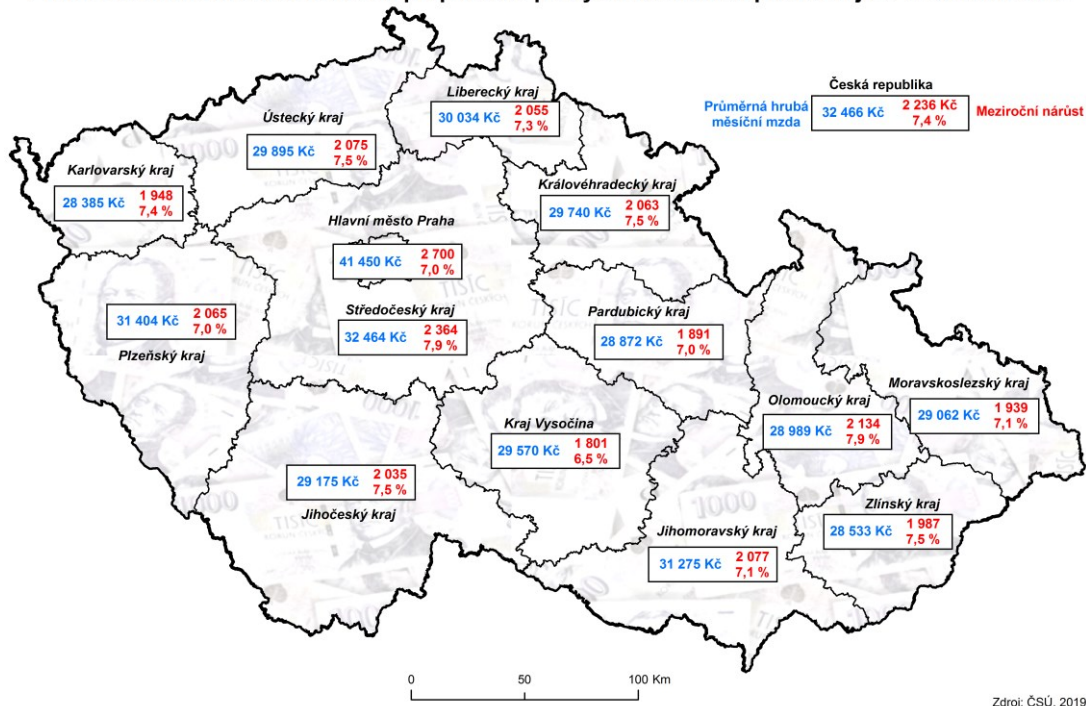 Česká republika
Průměrná hrubá
měsíční mzda
32 466 Kč
2 236 Kč
7,4 %
Meziroční nárůst
Liberecký kraj
30 034 Kč
2 055
7,3 %
Ústecký kraj
29 895 Kč
2 075
7,5 %
Karlovarský kraj
28 385 Kč
1 948
7,4 %
Královéhradecký kraj
29 740 Kč
2 063
7,5 %
Hlavní město Praha
41 450 Kč
2 700
7,0 %
31 404 Kč
2 065
7,0 %
Plzeňský kraj
Středočeský kraj
32 464 Kč
2 364
7,9 %
Pardubický kraj
28 872 Kč
1 891
7,0 %
Moravskoslezský kraj
29 062 Kč
1 939
7,1 %
Olomoucký kraj
28 989 Kč
2 134
7,9 %
Kraj Vysočina
29 570 Kč
1 801
6,5 %
29 175 Kč
2 035
7,5 %
Jihočeský kraj
Zlínský kraj
28 533 Kč
1 987
7,5 %
Jihomoravský kraj
31 275 Kč
2 077
7,1 %
0 50 100 Km
Zdroj: ČSÚ, 2019